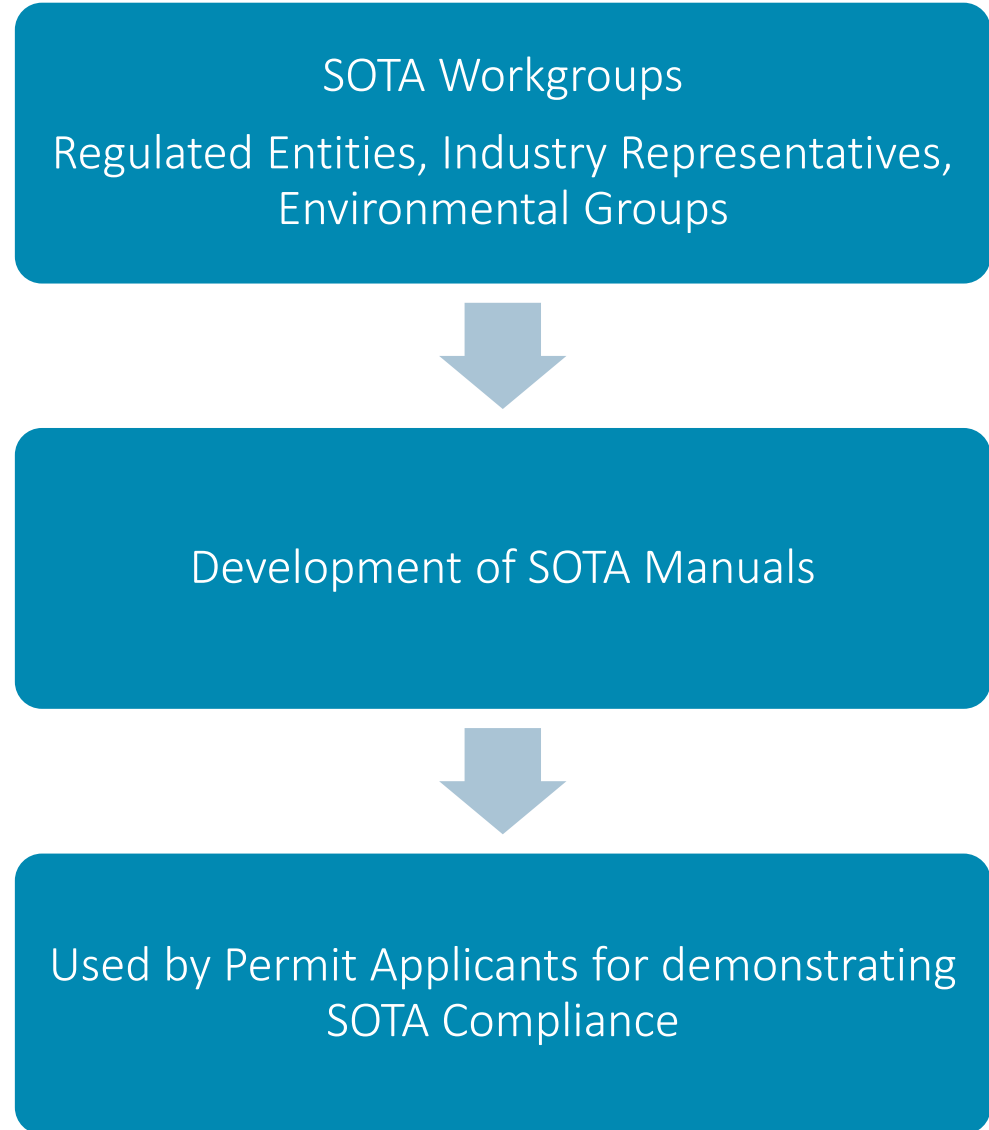 SOTA Workgroups
Regulated Entities, Industry Representatives,
Environmental Groups
Development of SOTA Manuals
Used by Permit Applicants for demonstrating
SOTA Compliance